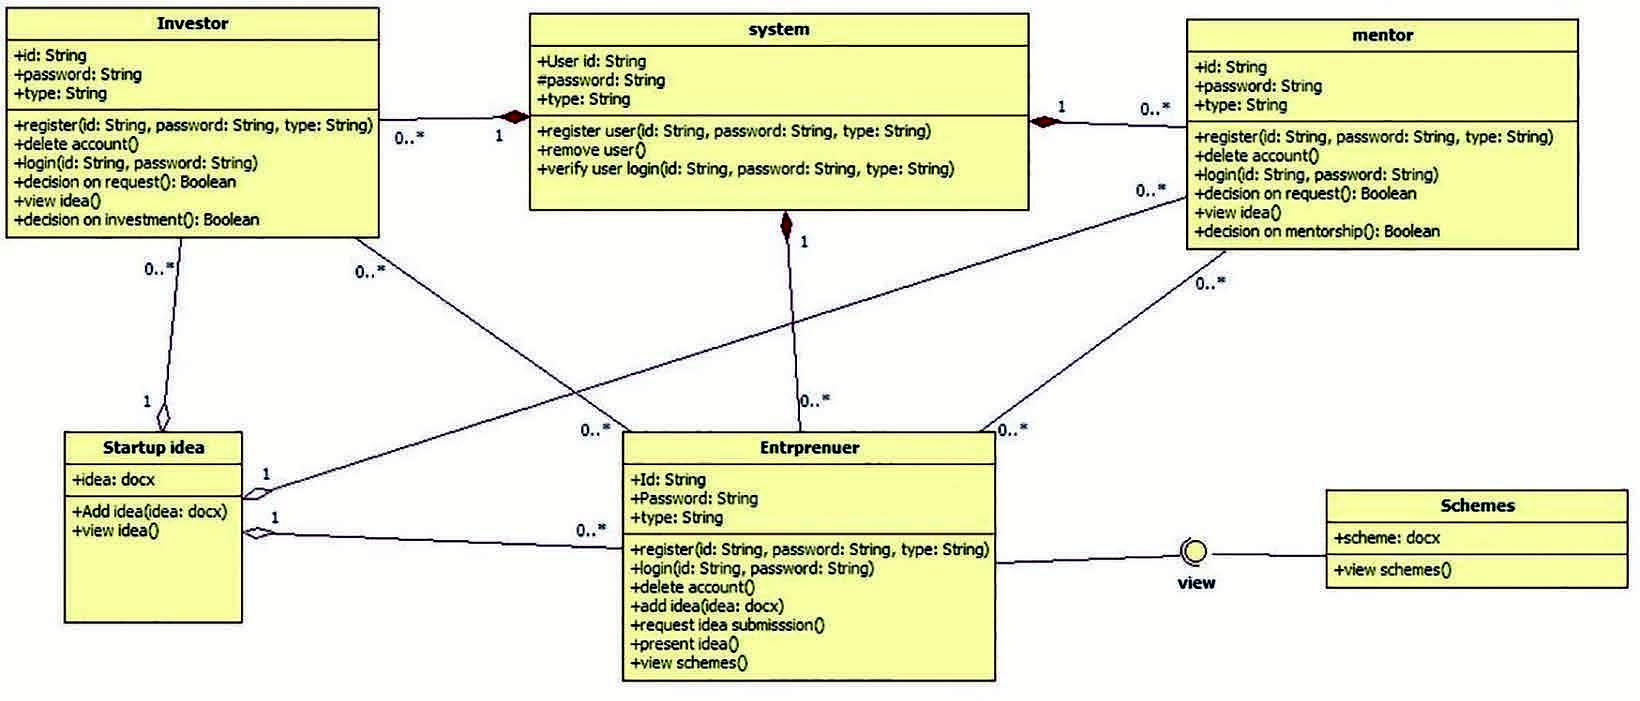 Investor
+id: String
+password: String
+type: String
+register(id: String, password: String, type: String)
+delete account()
+login(id: String, password: String)
+decision on request(): Boolean
+view idea()
+decision on investment(): Boolean
system
+User id: String
#password: String
+type: String
+register user(id: String, password: String, type: String)
+remove user()
+verify user login(id: String, password: String, type: String)
mentor
+id: String
+password: String
+type: String
+register(id: String, password: String, type: String)
+delete account()
+login(id: String, password: String)
+decision on request(): Boolean
+view idea()
+decision on mentorship(): Boolean
0..*
1
1
0..*
0..*
1
0..*
0..*
0..*
1
0..*
0..*
0..*
1
1
0..*
Startup idea
+idea: docx
+Add idea(idea: docx)
+view idea()
Entrprenuer
+Id: String
+Password: String
+type: String
+register(id: String, password: String, type: String)
+login(id: String, password: String)
+delete account()
+add idea(idea: docx)
+request idea submisssion()
+present idea()
+view schemes()
view
Schemes
+scheme: docx
+view schemes()